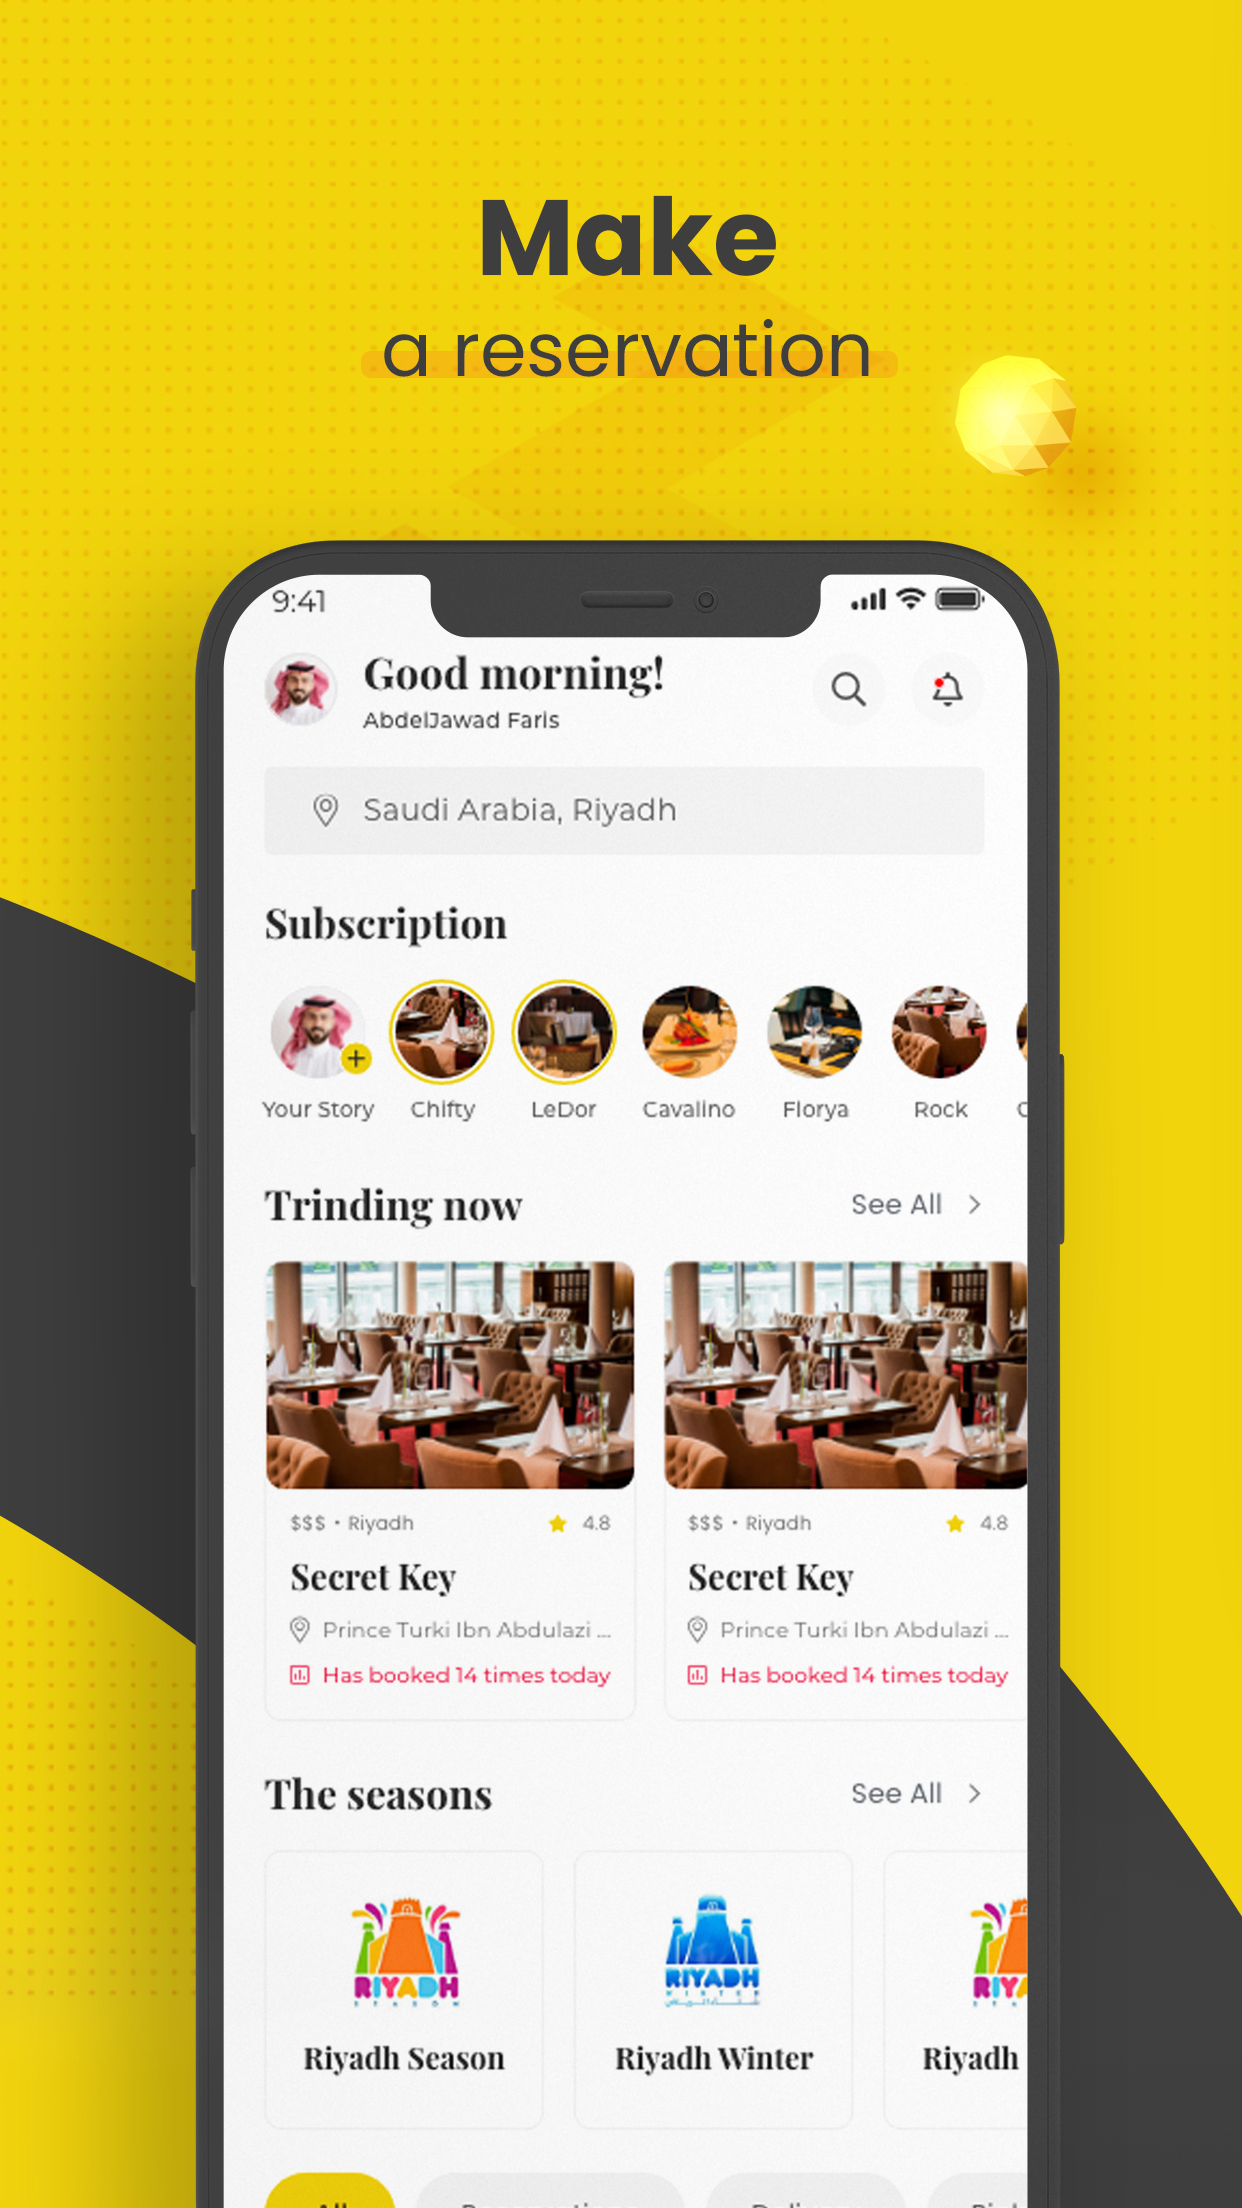 Make
a reservation
9:41
Good morning!
AbdelJawad Faris
Saudi Arabia, Riyadh
Subscription
Your Story
Chifty
LeDor
Cavalino
Florya
Rock
Trinding now
See All
$$$ • Riyadh
4.8
Secret Key
Prince Turki Ibn Abdulazi ...
Has booked 14 times today
$$$ • Riyadh
4.8
Secret Key
Prince Turki Ibn Abdulazi ...
Has booked 14 times today
The seasons
See All
RIYADH
SEASON
Riyadh Season
RIYADH
WINTER
Riyadh Winter
Riyadh
All